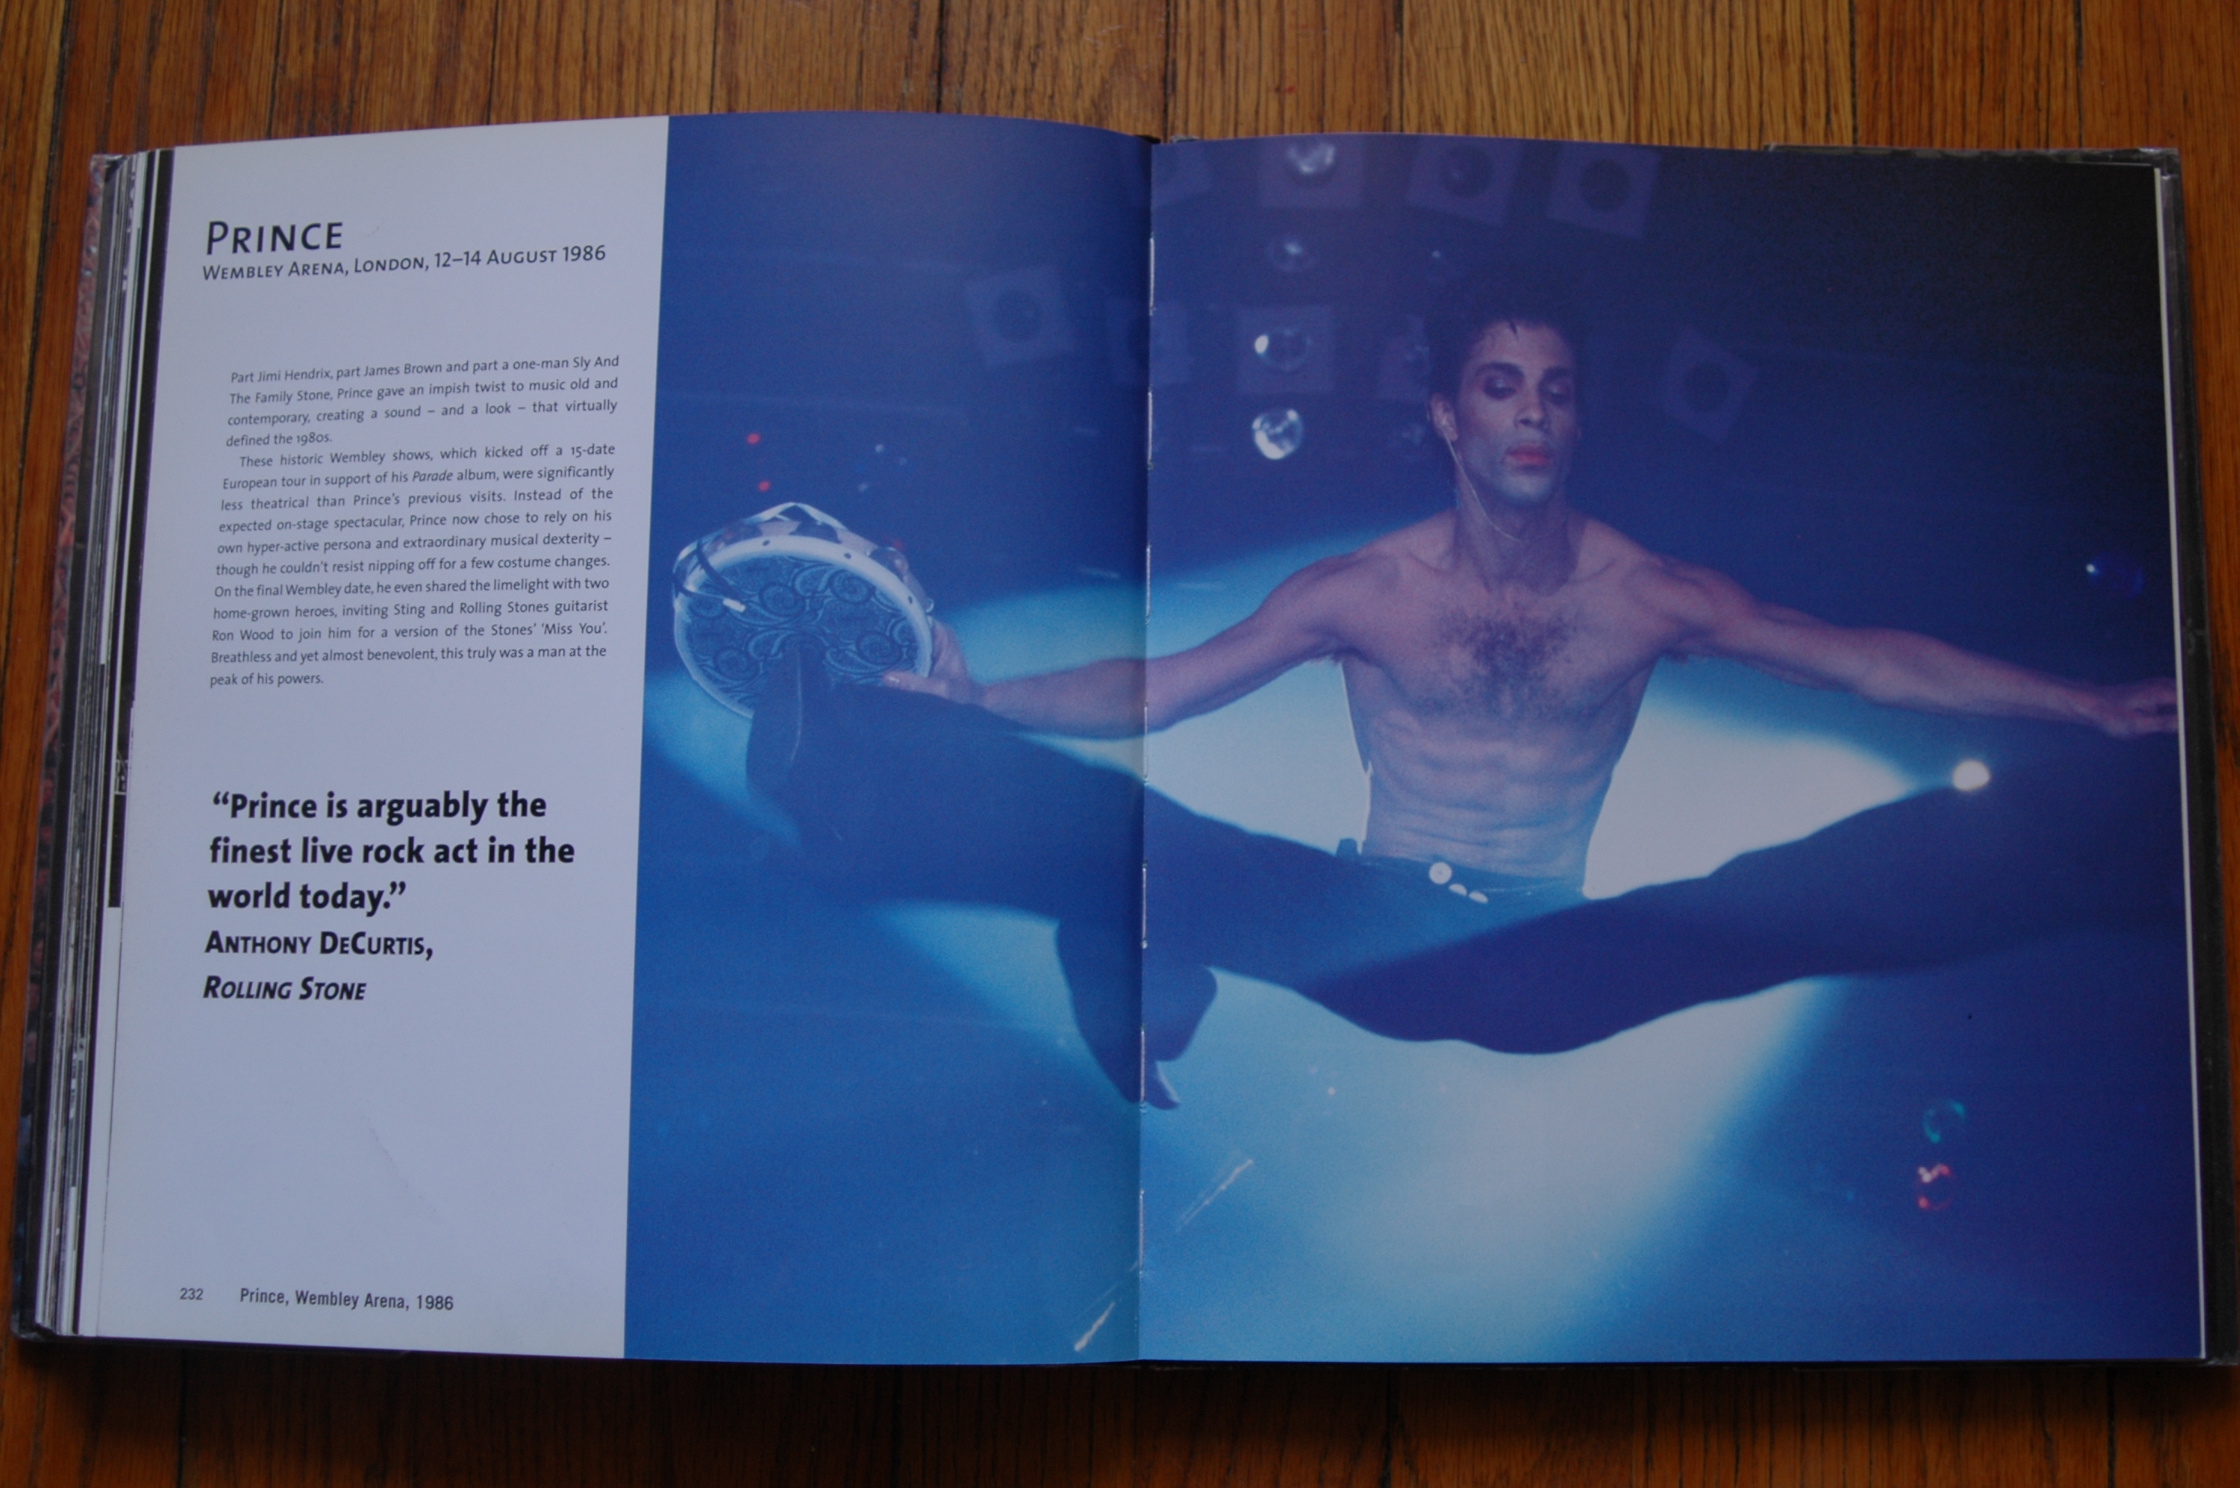 PRINCE
WEMBLEY ARENA, LONDON, 12–14 AUGUST 1986
Part Jimi Hendrix, part James Brown and part a one-man Sly And
The Family Stone, Prince gave an impish twist to music old and
contemporary, creating a sound – and a look – that virtually
defined the 1980s.
These historic Wembley shows, which kicked off a 15-date
European tour in support of his Parade album, were significantly
less theatrical than Prince's previous visits. Instead of the
expected on-stage spectacular, Prince now chose to rely on his
own hyper-active persona and extraordinary musical dexterity –
though he couldn't resist nipping off for a few costume changes.
On the final Wembley date, he even shared the limelight with two
home-grown heroes, inviting Sting and Rolling Stones guitarist
Ron Wood to join him for a version of the Stones' 'Miss You'.
Breathless and yet almost benevolent, this truly was a man at the
peak of his powers.
“Prince is arguably the
finest live rock act in the
world today.”
ANTHONY DECURTIS,
ROLLING STONE
232 Prince, Wembley Arena, 1986